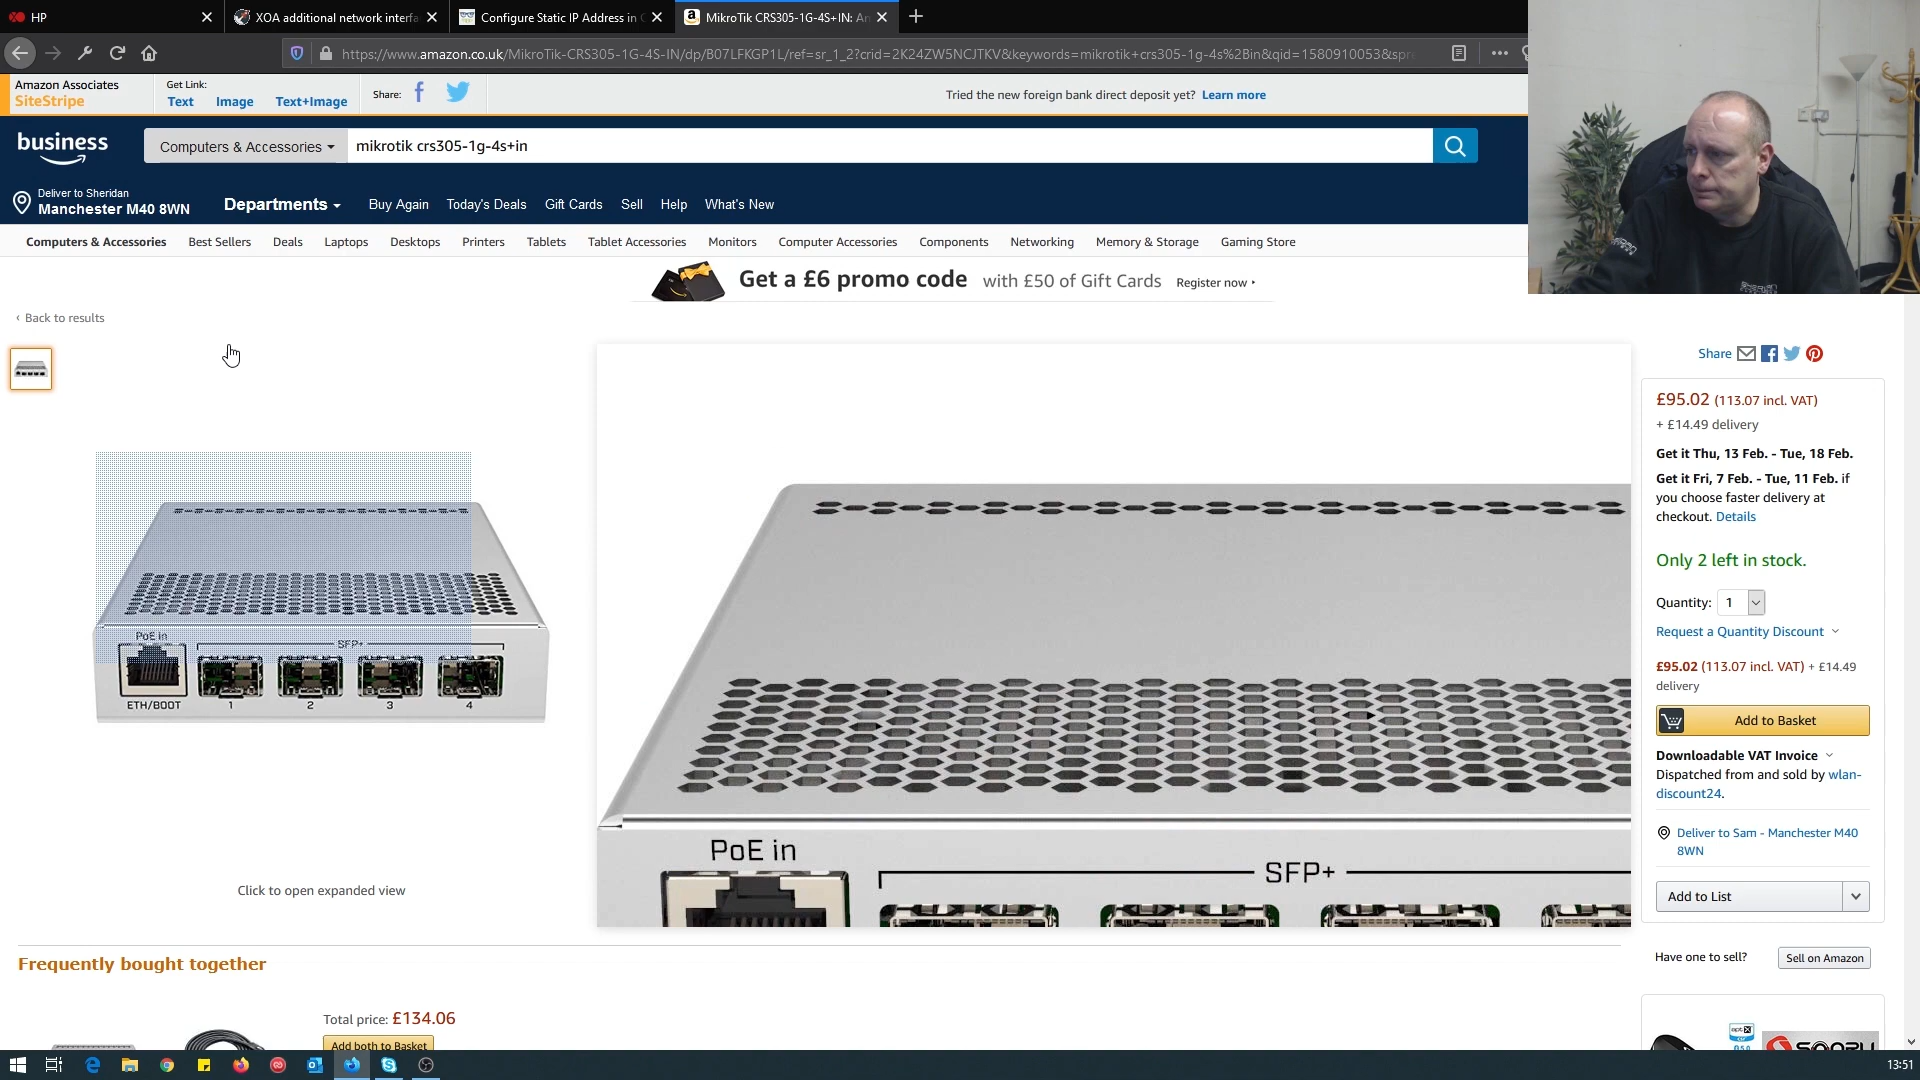 HP
XOA additional network interfa
Configure Static IP Address in
MikroTik CRS305-1G-4S+IN: Am
https://www.amazon.co.uk/MikroTik-CRS305-1G-4S-IN/dp/B07LFKGP1L/ref=sr_1_2?crid=2K24ZW5NCJTKV&keywords=mikrotik+crs305-1g-4s%2Bin&qid=1580910053&spre
Amazon Associates
SiteStripe
Get Link:
Text
Image
Text+Image
Share:
Tried the new foreign bank direct deposit yet? Learn more
business
Computers & Accessories
mikrotik crs305-1g-4s+in
Deliver to Sheridan
Manchester M40 8WN
Departments
Buy Again
Today's Deals
Gift Cards
Sell
Help
What's New
Computers & Accessories
Best Sellers
Deals
Laptops
Desktops
Printers
Tablets
Tablet Accessories
Monitors
Computer Accessories
Components
Networking
Memory & Storage
Gaming Store
Get a £6 promo code with £50 of Gift Cards Register now
‹ Back to results
PoE in
SFP+
ETH/BOOT
1
2
3
4
Click to open expanded view
PoE in
SFP+
Share
£95.02 (113.07 incl. VAT)
+ £14.49 delivery
Get it Thu, 13 Feb. - Tue, 18 Feb.
Get it Fri, 7 Feb. - Tue, 11 Feb. if
you choose faster delivery at
checkout. Details
Only 2 left in stock.
Quantity: 1
Request a Quantity Discount
£95.02 (113.07 incl. VAT) + £14.49
delivery
Add to Basket
Downloadable VAT Invoice
Dispatched from and sold by wlan-
discount24.
Deliver to Sam - Manchester M40
8WN
Add to List
Have one to sell?
Sell on Amazon
Frequently bought together
Total price: £134.06
Add both to Basket
13:51